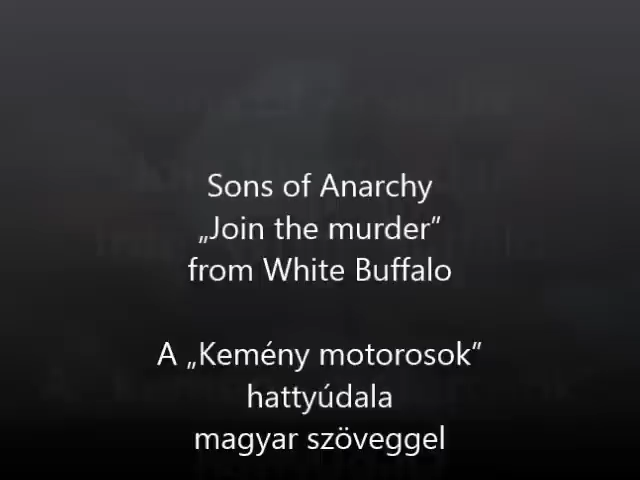 Sons of Anarchy
„Join the murder”
from White Buffalo
A „Kemény motorosok”
hattyúdala
magyar szöveggel